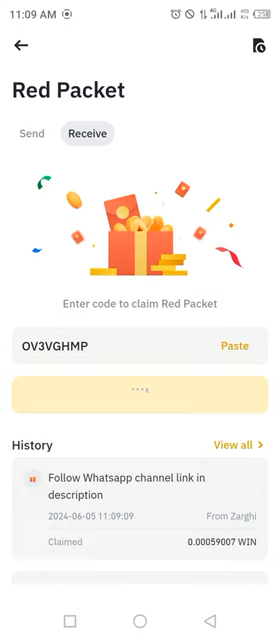 11:09 AM
4G
Red Packet
Send
Receive
Enter code to claim Red Packet
OV3VGHMP
Paste
History
View all
Follow Whatsapp channel link in
description
2024-06-05 11:09:09
From Zarghi
Claimed
0.00059007 WIN